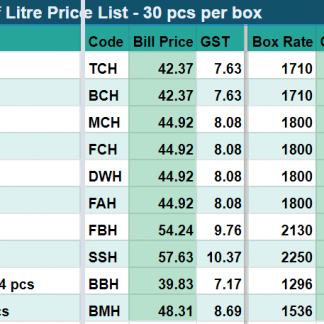 Litre Price List - 30 pcs per box
Code Bill Price GST Box Rate
TCH 42.37 7.63 1710
BCH 42.37 7.63 1710
MCH 44.92 8.08 1800
FCH 44.92 8.08 1800
DWH 44.92 8.08 1800
FAH 44.92 8.08 1800
FBH 54.24 9.76 2130
SSH 57.63 10.37 2250
4 pcs BBH 39.83 7.17 1296
cs BMH 48.31 8.69 1536